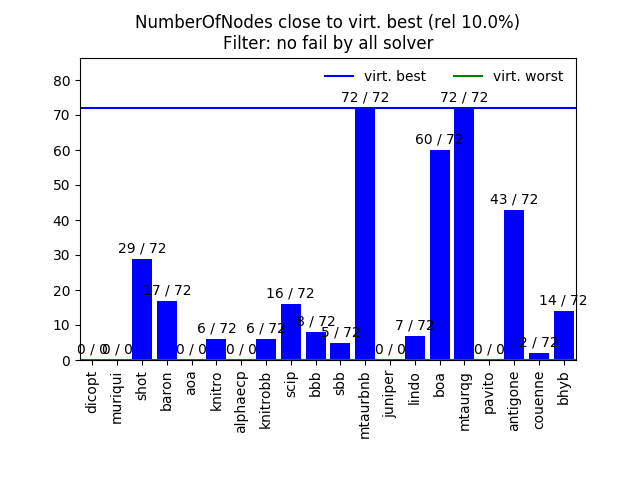 NumberOfNodes close to virt. best (rel 10.0%)
Filter: no fail by all solver
virt. best
virt. worst
80
70
60
50
40
30
20
10
0
0 / 0
0 / 0
29 / 72
17 / 72
0 / 0
6 / 72
0 / 0
6 / 72
16 / 72
8 / 72
5 / 72
72 / 72
0 / 0
7 / 72
60 / 72
72 / 72
0 / 0
43 / 72
2 / 72
14 / 72
dicopt
muriqui
shot
baron
aoa
knitro
alphaecp
knitrobb
scip
bbb
sbb
mtaurbnb
juniper
lindo
boa
mtaurqg
pavito
antigone
couenne
bhyb